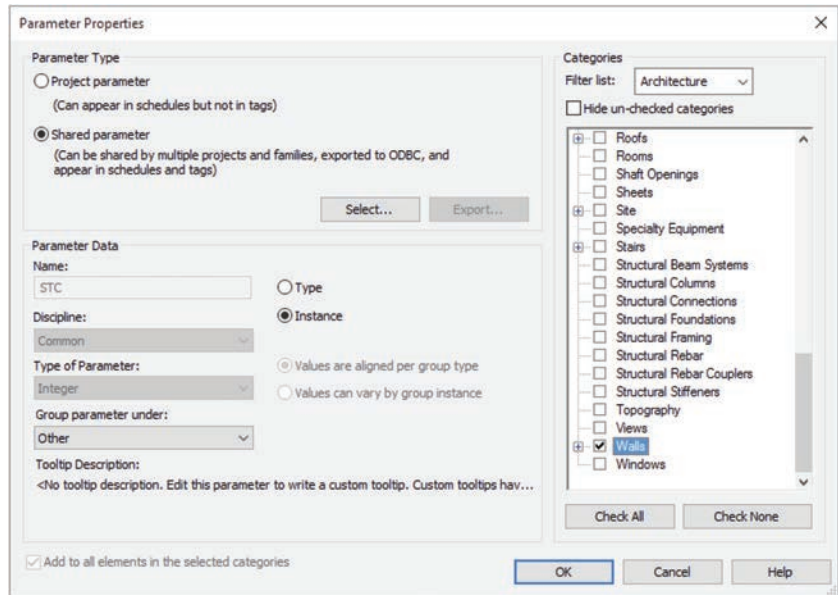 Parameter Properties
Parameter Type
Project parameter
(Can appear in schedules but not in tags)
Shared parameter
(Can be shared by multiple projects and families, exported to ODBC, and
appear in schedules and tags)
Select...
Export...
Parameter Data
Name:
STC
Type
Discipline:
Instance
Common
Type of Parameter:
Values are aligned per group type
Integer
Values can vary by group instance
Group parameter under:
Other
Tooltip Description:
<No tooltip description. Edit this parameter to write a custom tooltip. Custom tooltips hav...
Add to all elements in the selected categories
Categories
Filter list:
Architecture
Hide un-checked categories
Roofs
Rooms
Shaft Openings
Sheets
Site
Specialty Equipment
Stairs
Structural Beam Systems
Structural Columns
Structural Connections
Structural Foundations
Structural Framing
Structural Rebar
Structural Rebar Couplers
Structural Stiffeners
Topography
Views
Walls
Windows
Check All
Check None
OK
Cancel
Help